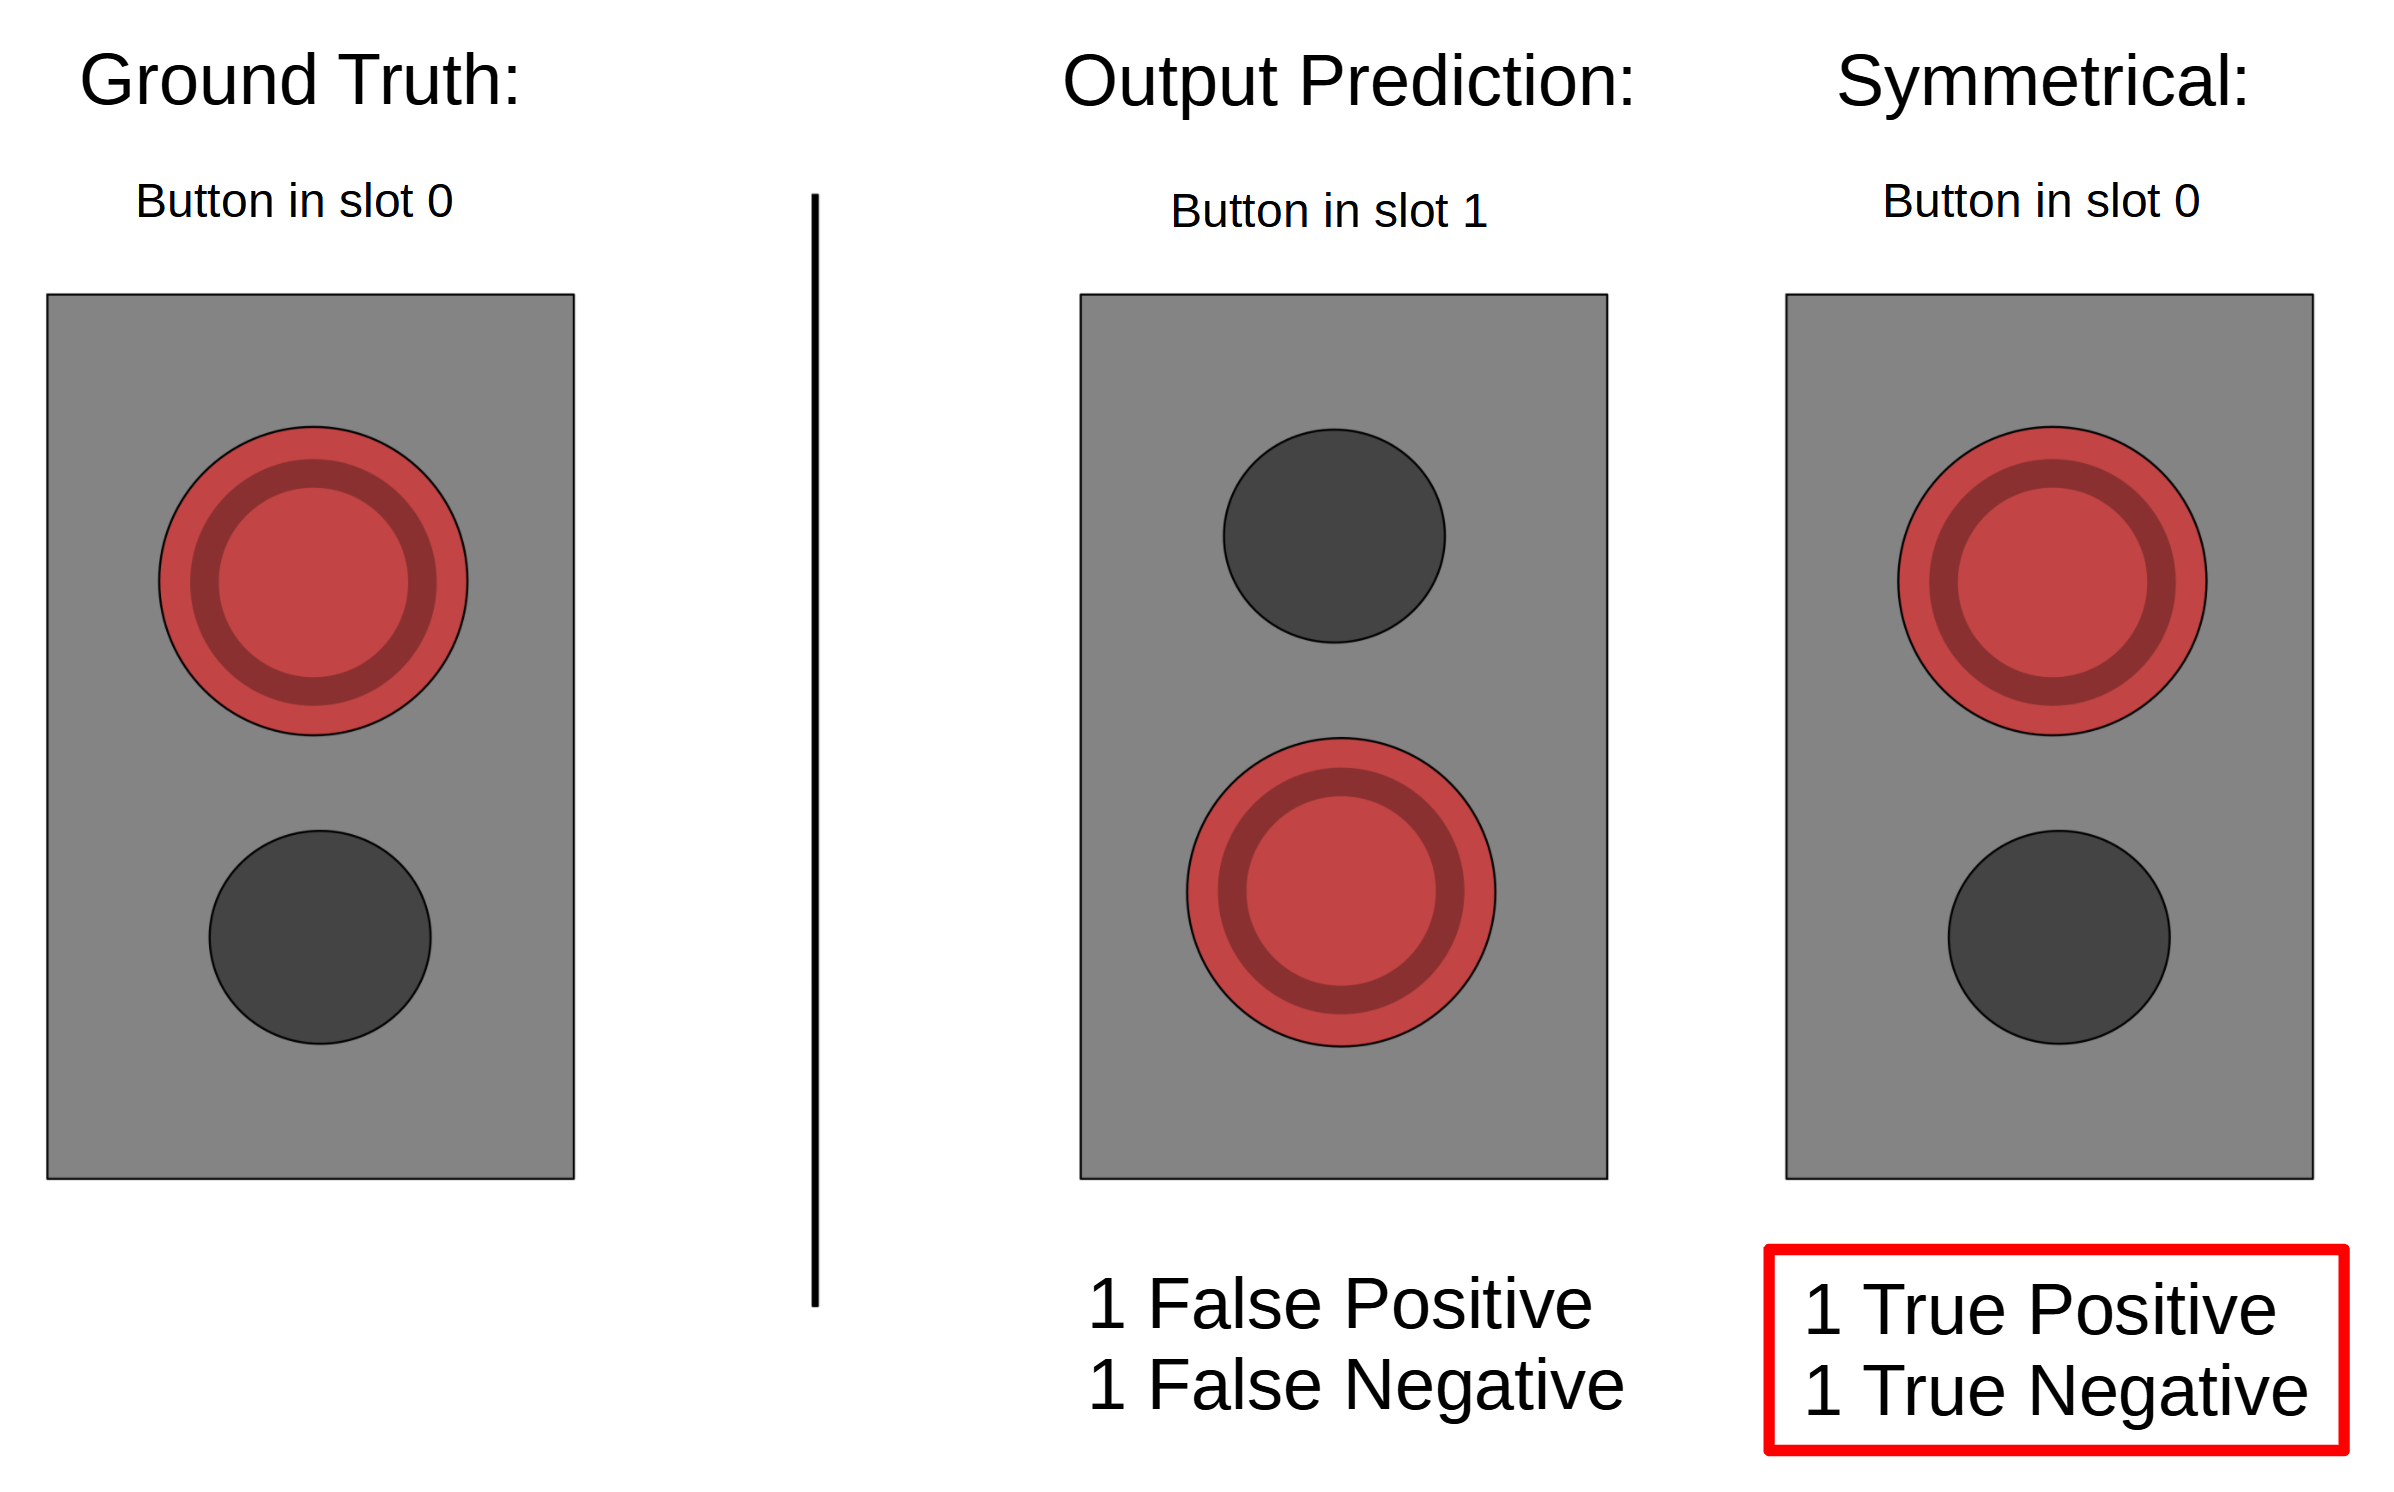 Ground Truth:
Button in slot 0
Output Prediction:
Button in slot 1
1 False Positive
1 False Negative
Symmetrical:
Button in slot 0
1 True Positive
1 True Negative